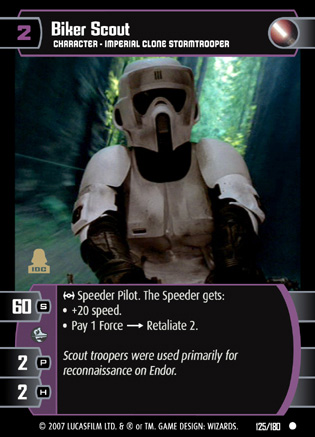 2
Biker Scout
CHARACTER - IMPERIAL CLONE STORMTROOPER
IDC
60 S
Speeder Pilot. The Speeder gets:
• +20 speed.
• Pay 1 Force → Retaliate 2.
2 P
2 H
Scout troopers were used primarily for
reconnaissance on Endor.
© 2007 LUCASFILM LTD. & ® or TM. GAME DESIGN: WIZARDS. 125/180